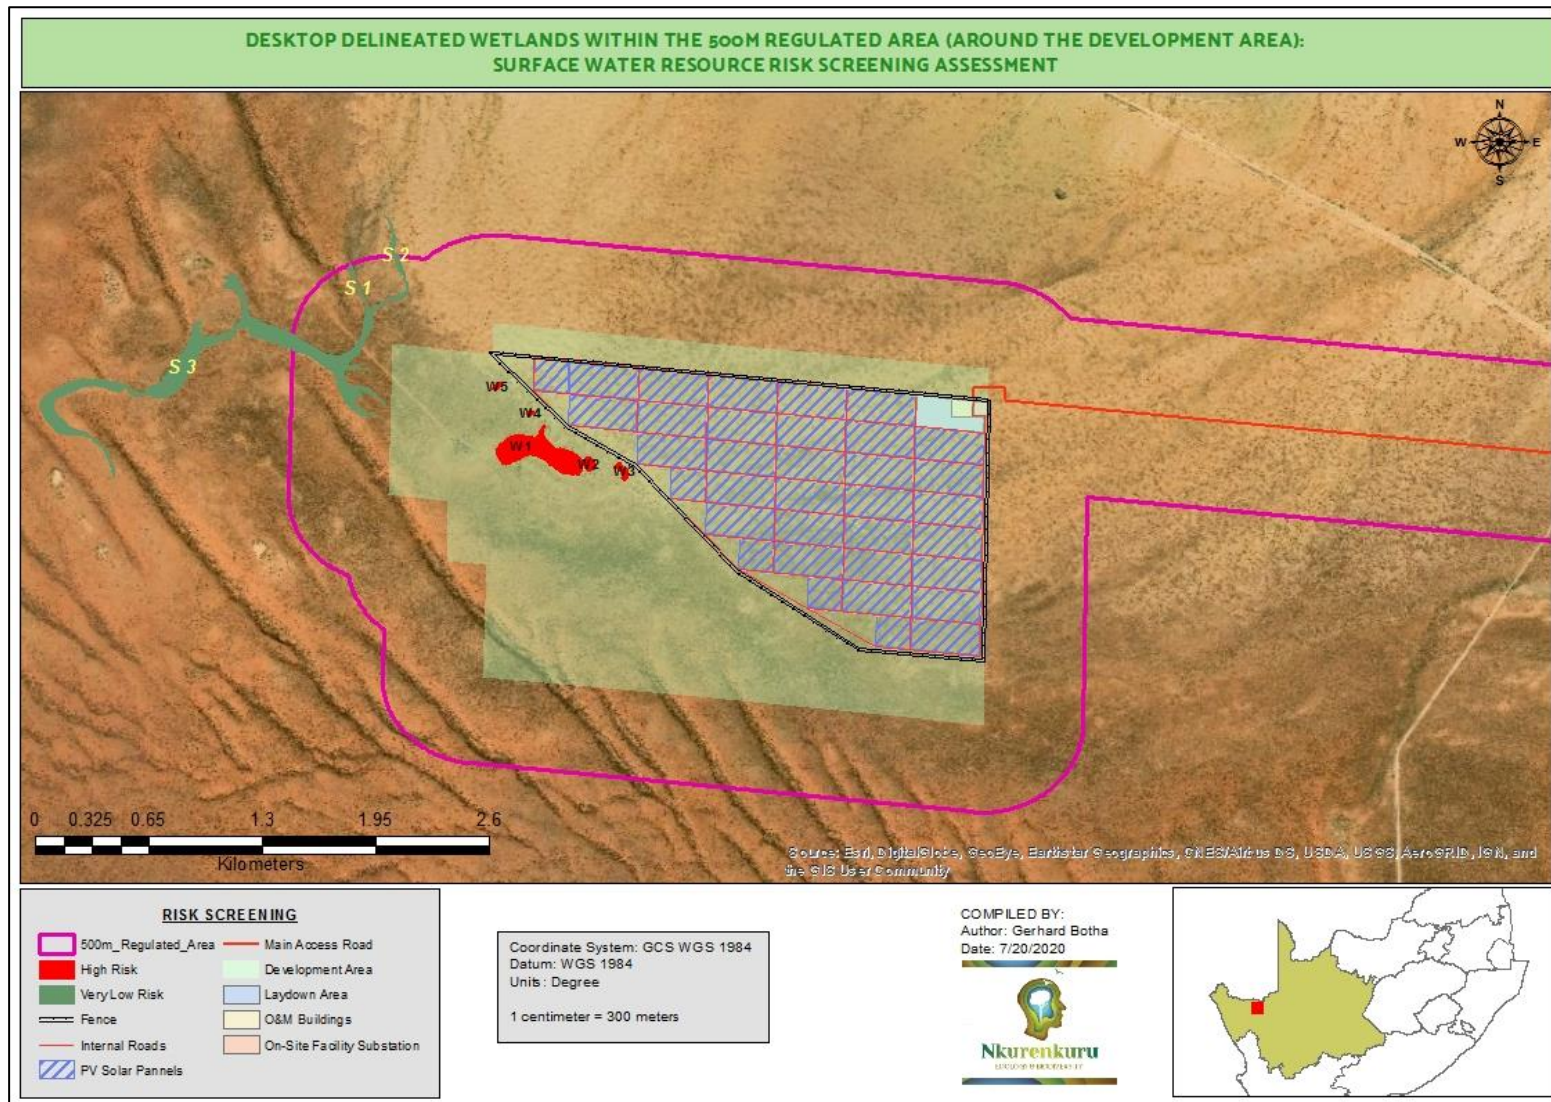 DESKTOP DELINEATED WETLANDS WITHIN THE 500M REGULATED AREA (AROUND THE DEVELOPMENT AREA):
SURFACE WATER RESOURCE RISK SCREENING ASSESSMENT
N
W E
S
S 2
S 1
S 3
W5
W4
W1
W2
W3
0 0.325 0.65 1.3 1.95 2.6
Kilometers
Source: Esri, DigitalGlobe, GeoEye, Earthstar Geographics, CNES/Airbus DS, USDA, USGS, AeroGRID, IGN, and
the GIS User Community
RISK SCREENING
500m_Regulated_Area
Main Access Road
High Risk
Development Area
Very Low Risk
Laydown Area
Fence
O&M Buildings
Internal Roads
On-Site Facility Substation
PV Solar Pannels
Coordinate System: GCS WGS 1984
Datum: WGS 1984
Units: Degree
1 centimeter = 300 meters
COMPILED BY:
Author: Gerhard Botha
Date: 7/20/2020
Nkurenkuru